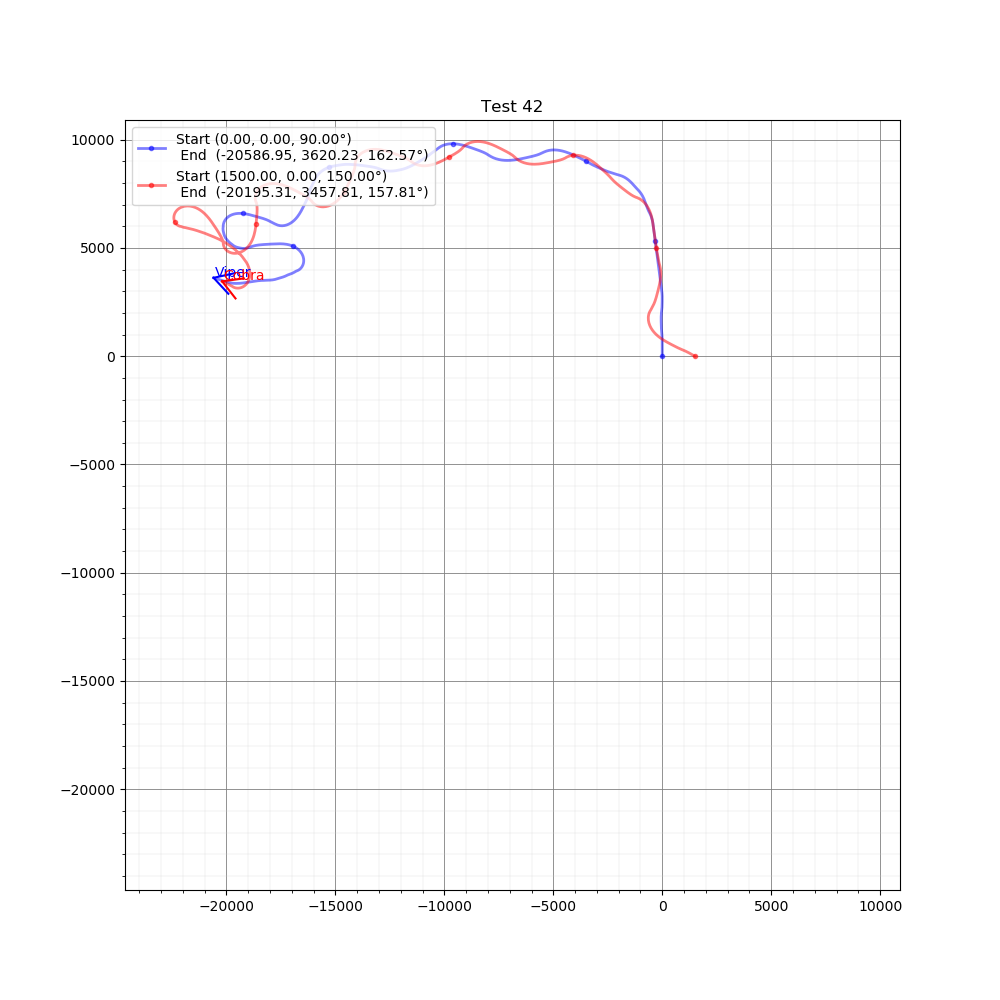 Test 42
Start (0.00, 0.00, 90.00°)
End  (-20586.95, 3620.23, 162.57°)
Start (1500.00, 0.00, 150.00°)
End  (-20195.31, 3457.81, 157.81°)
10000
5000
0
−5000
−10000
−15000
−20000
Viper
−20000 −15000 −10000 −5000 0 5000 10000